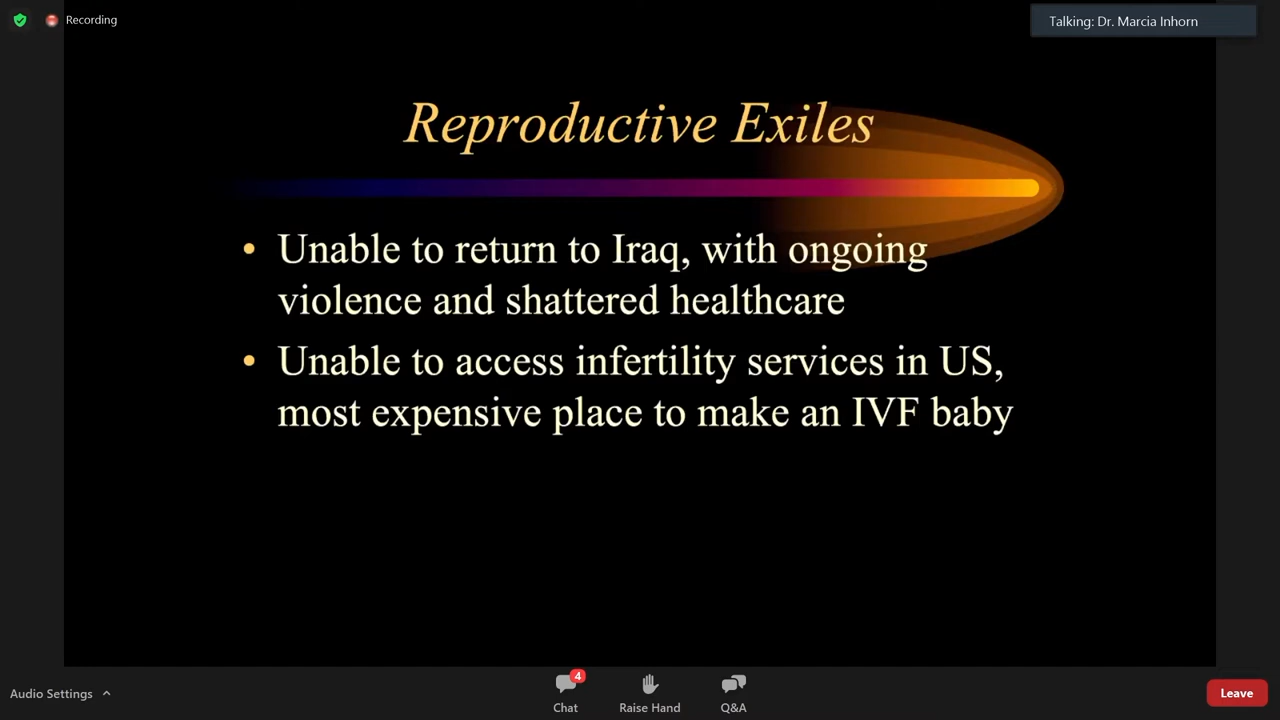 Recording
Talking: Dr. Marcia Inhorn
Reproductive Exiles
• Unable to return to Iraq, with ongoing
violence and shattered healthcare
• Unable to access infertility services in US,
most expensive place to make an IVF baby
Audio Settings
4
Chat
Raise Hand
Q&A
Leave